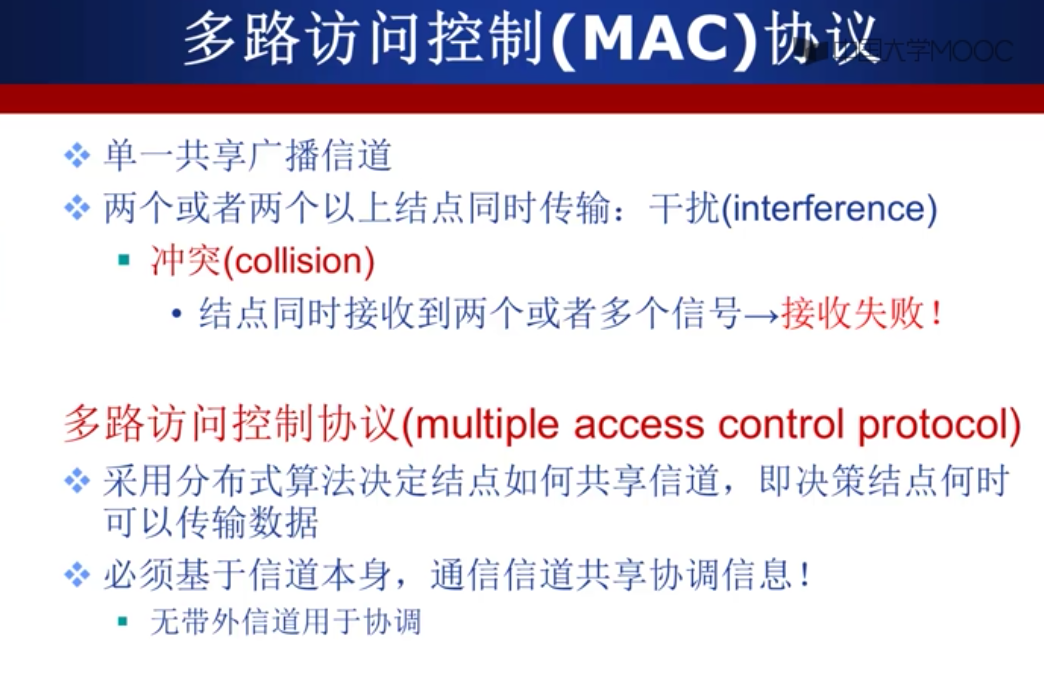 多路访问控制(MAC)协议
中国大学MOOC
单一共享广播信道
两个或者两个以上结点同时传输：干扰(interference)
冲突(collision)
结点同时接收到两个或者多个信号→接收失败！
多路访问控制协议(multiple access control protocol)
采用分布式算法决定结点如何共享信道，即决策结点何时
可以传输数据
必须基于信道本身，通信信道共享协调信息！
无带外信道用于协调